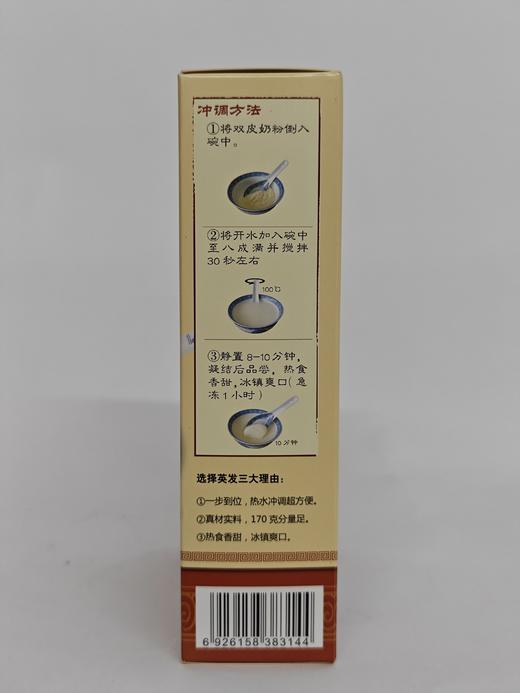 冲调方法
①将双皮奶粉倒入
碗中。
②将开水加入碗中
至八成满并搅拌
30秒左右
100℃
③静置8-10分钟，
凝结后品尝，热食
香甜，冰镇爽口（急
冻1小时）
10分钟
选择英发三大理由：
①一步到位，热水冲调超方便。
②真材实料，170克分量足。
③热食香甜，冰镇爽口。
6 926158 383144